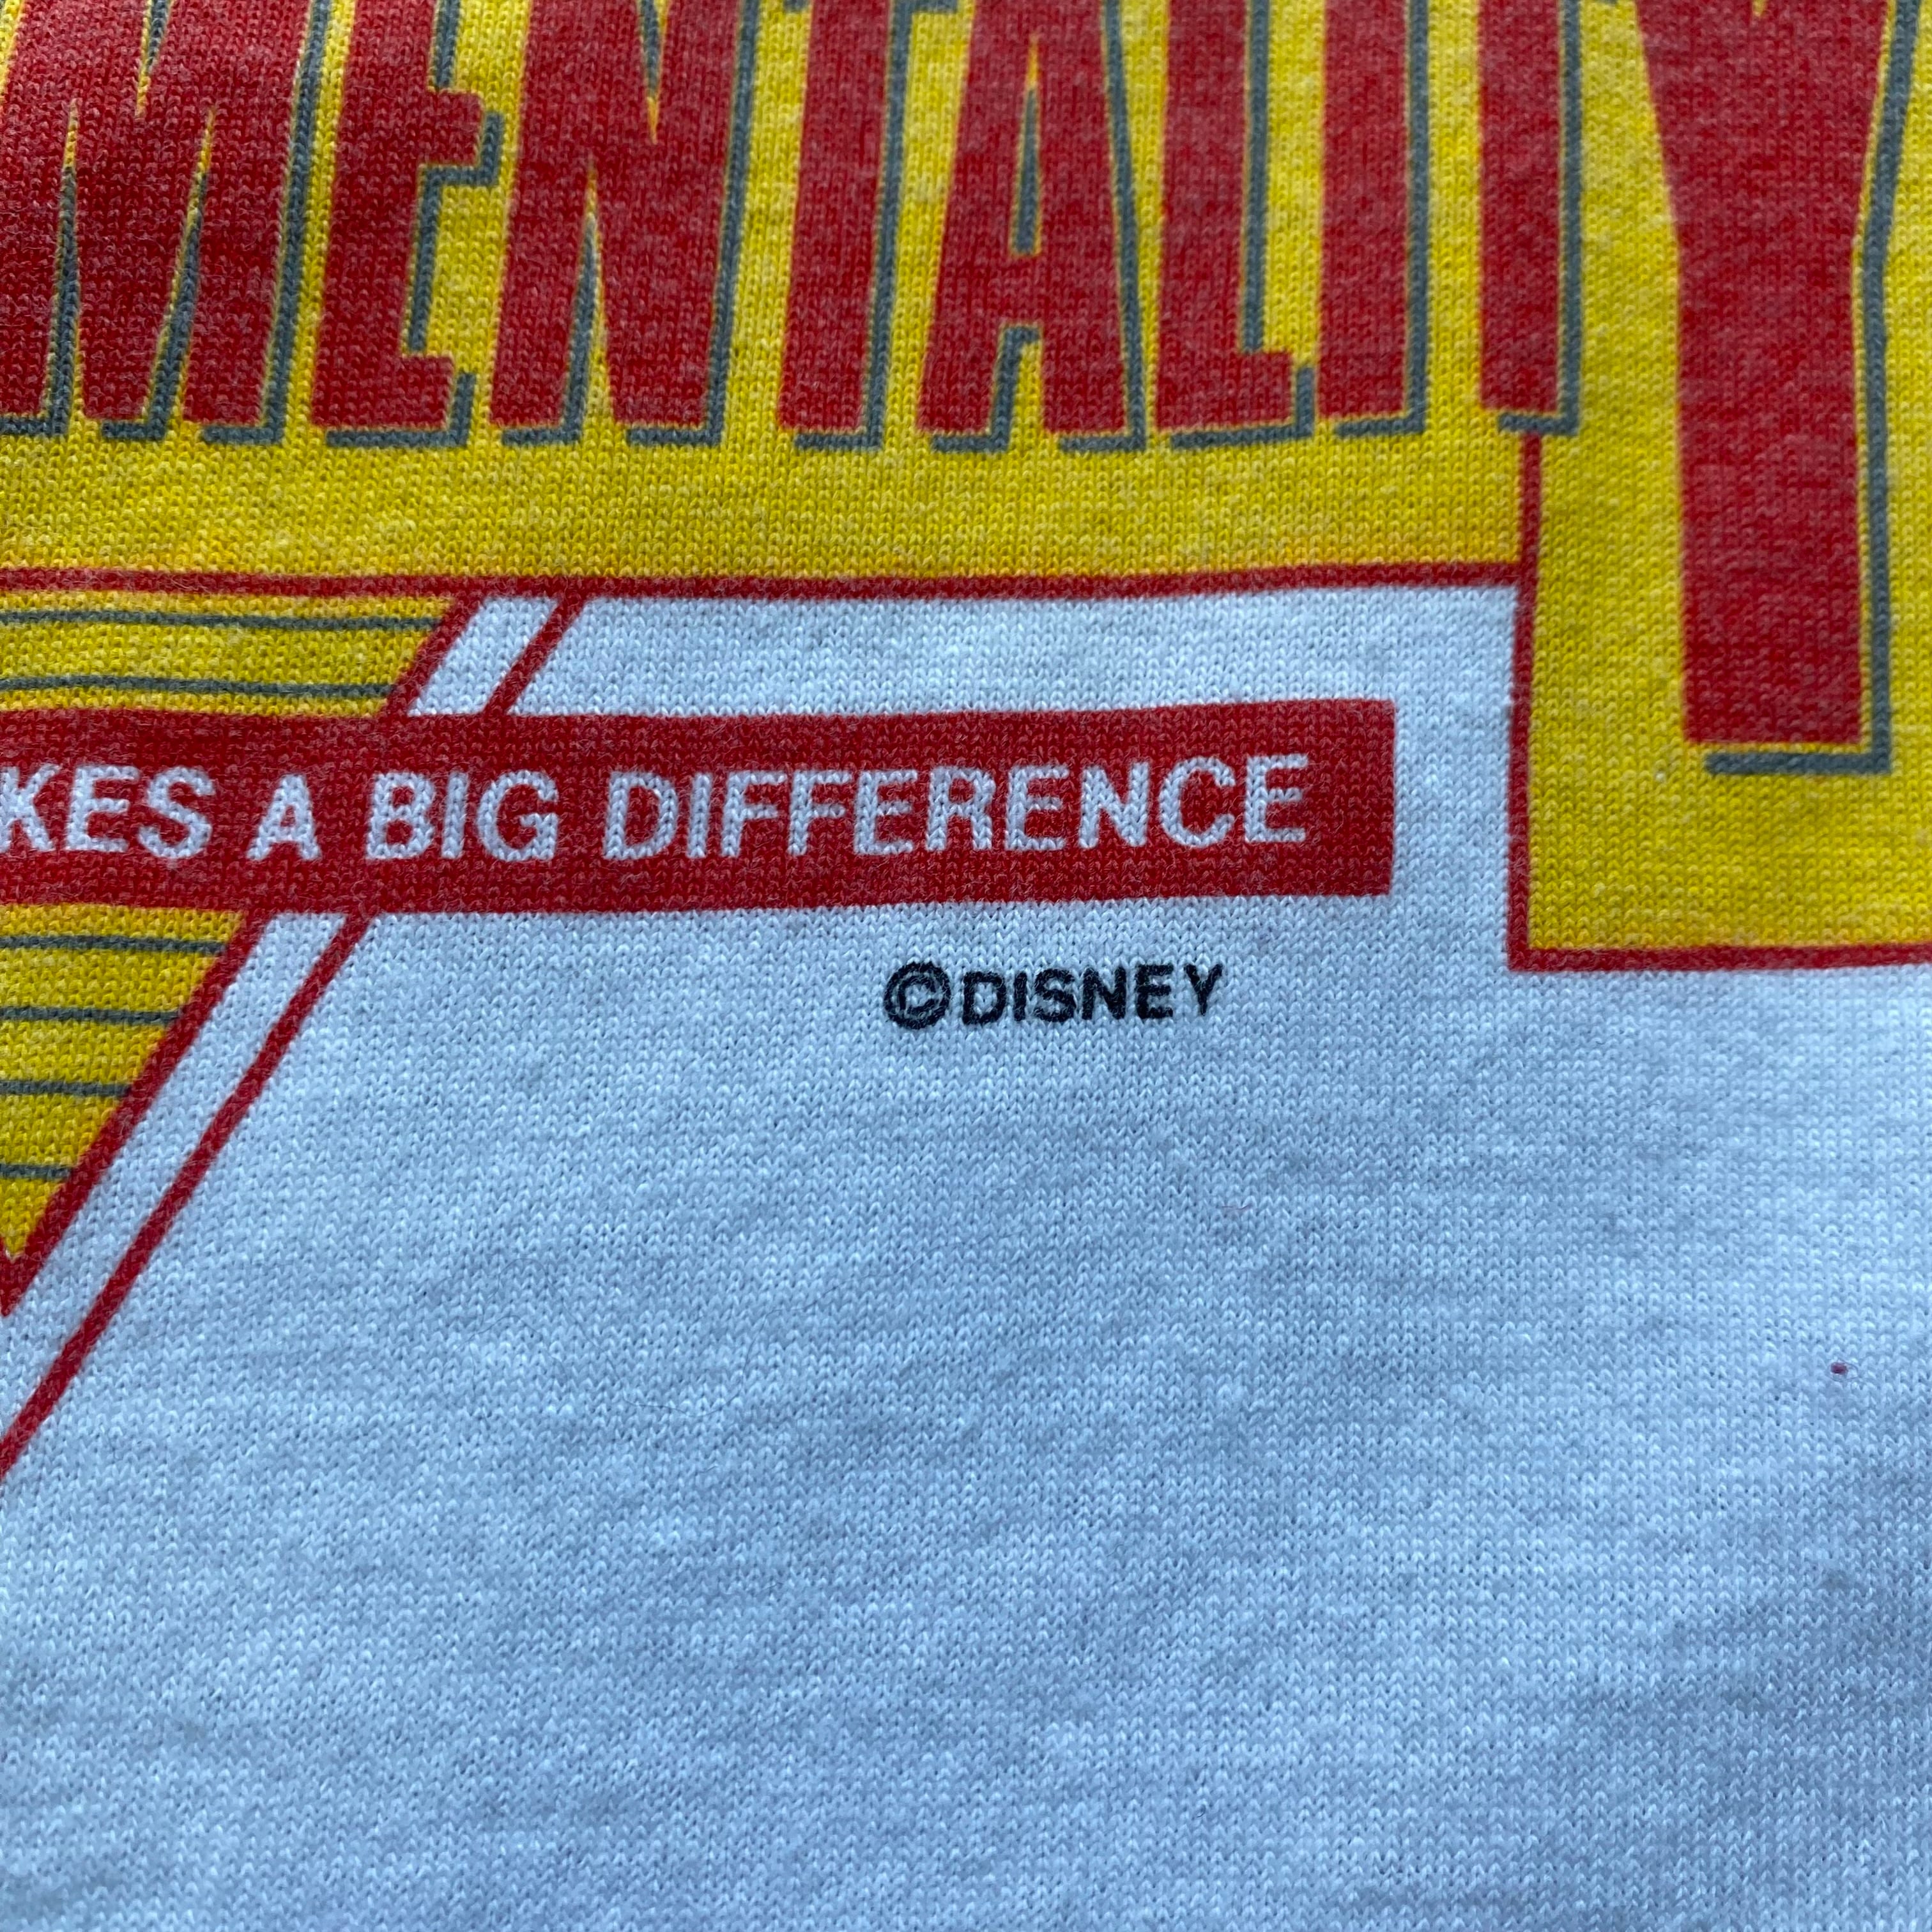 MENTALITY
KES A BIG DIFFERENCE
©DISNEY